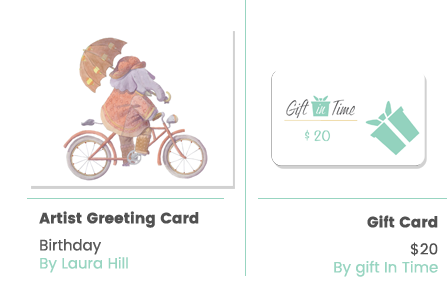 Artist Greeting Card
Birthday
By Laura Hill
Gift in Time
$ 20
Gift Card
$20
By gift In Time